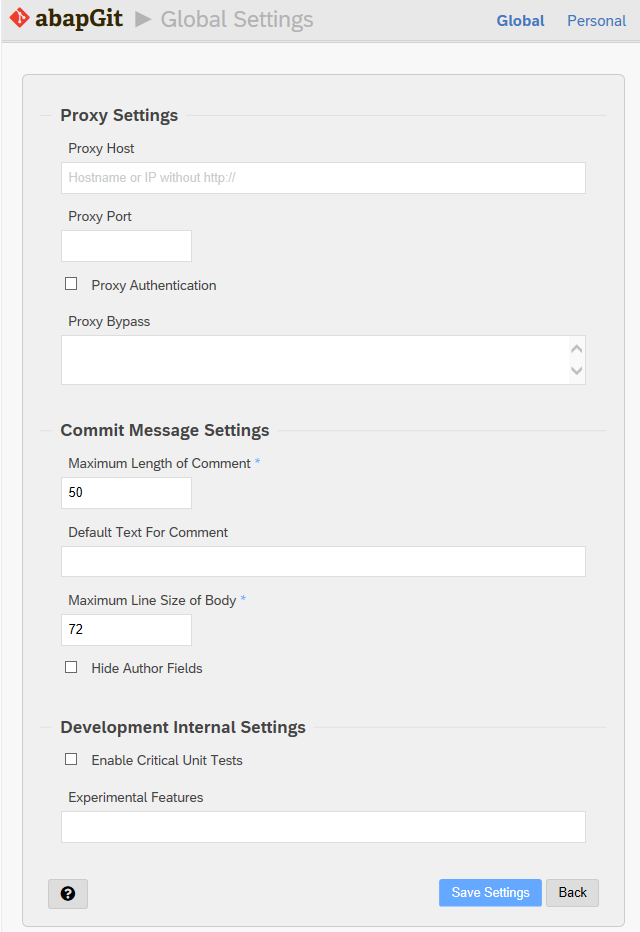 abapGit ▶ Global Settings Global Personal
Proxy Settings
Proxy Host
Hostname or IP without http://
Proxy Port
Proxy Authentication
Proxy Bypass
Commit Message Settings
Maximum Length of Comment *
50
Default Text For Comment
Maximum Line Size of Body *
72
Hide Author Fields
Development Internal Settings
Enable Critical Unit Tests
Experimental Features
? Save Settings Back